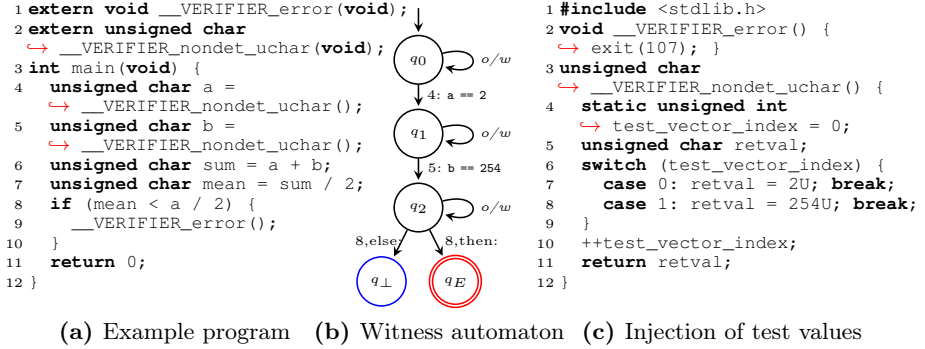 1 extern void __VERIFIER_error(void);
2 extern unsigned char
↪ __VERIFIER_nondet_uchar(void);
3 int main(void) {
4 unsigned char a =
↪ __VERIFIER_nondet_uchar();
5 unsigned char b =
↪ __VERIFIER_nondet_uchar();
6 unsigned char sum = a + b;
7 unsigned char mean = sum / 2;
8 if (mean < a / 2) {
9 __VERIFIER_error();
10 }
11 return 0;
12 }
(a) Example program
q0
o/w
4: a == 2
q1
o/w
5: b == 254
q2
o/w
8,else:
8,then:
q⊥
qE
(b) Witness automaton
1 #include <stdlib.h>
2 void __VERIFIER_error() {
↪ exit(107); }
3 unsigned char
↪ __VERIFIER_nondet_uchar() {
4 static unsigned int
↪ test_vector_index = 0;
5 unsigned char retval;
6 switch (test_vector_index) {
7 case 0: retval = 2U; break;
8 case 1: retval = 254U; break;
9 }
10 ++test_vector_index;
11 return retval;
12 }
(c) Injection of test values